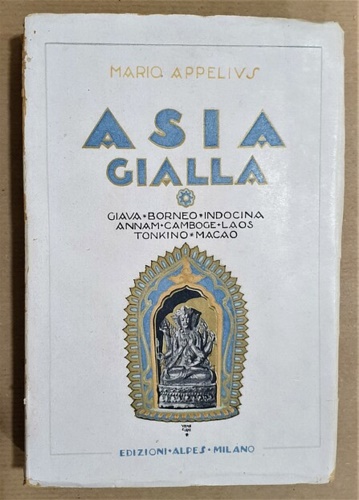 MARIO APPELIVS
ASIA
GIALLA
GIAVA • BORNEO • INDOCINA
ANNAM • CAMBOGE • LAOS
TONKINO • MACAO
EDIZIONI • ALPES • MILANO